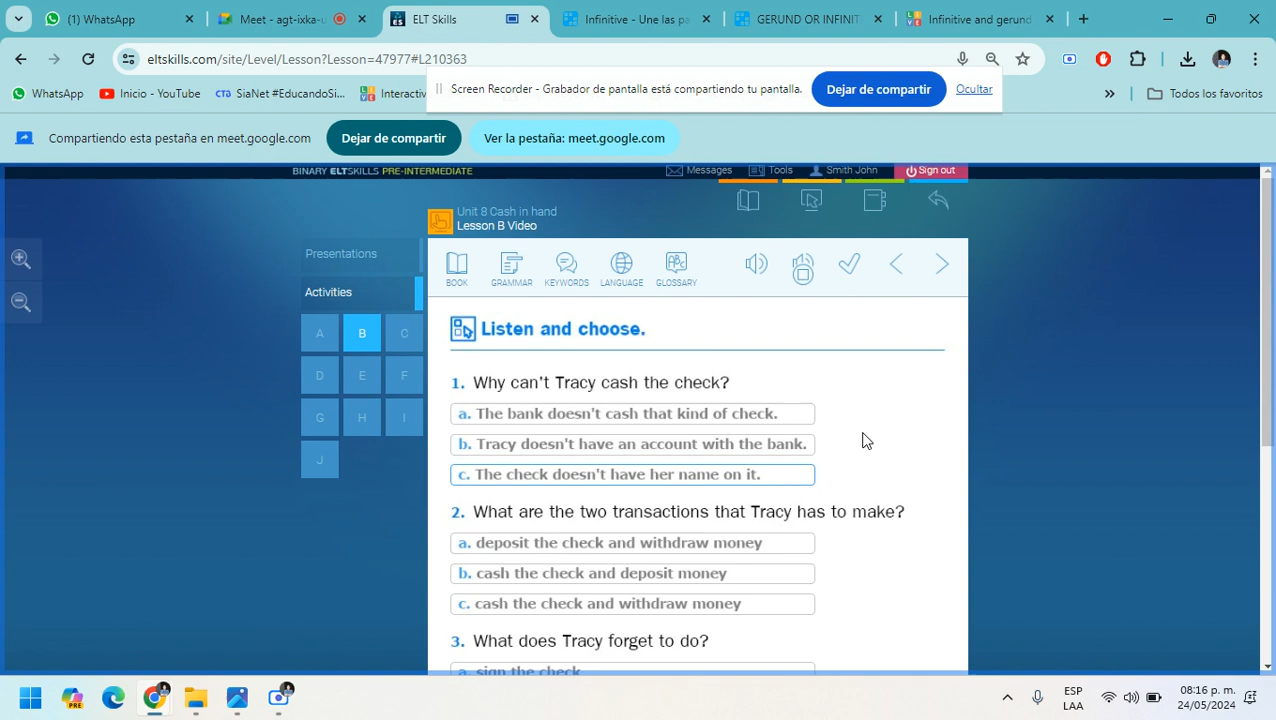 (1) WhatsApp
Meet - agt-ixka-u
ELT Skills
Infinitive - Une las pa
GERUND OR INFINIT
Infinitive and gerund
eltskills.com/site/Level/Lesson?Lesson=47977#L210363
WhatsApp
Inicio - YouTube
CTa SiaNet #EducandoSi...
LIVE Interactiv
Screen Recorder - Grabador de pantalla está compartiendo tu pantalla.
Dejar de compartir
Ocultar
Todos los favoritos
Compartiendo esta pestaña en meet.google.com
Dejar de compartir
Ver la pestaña: meet.google.com
BINARY ELTSKILLS PRE-INTERMEDIATE
Messages
Tools
Smith John
Sign out
Unit 8 Cash in hand
Lesson B Video
Presentations
Activities
A B C
D E F
G H I
J
BOOK
GRAMMAR
KEYWORDS
LANGUAGE
GLOSSARY
Listen and choose.
1. Why can't Tracy cash the check?
a. The bank doesn't cash that kind of check.
b. Tracy doesn't have an account with the bank.
c. The check doesn't have her name on it.
2. What are the two transactions that Tracy has to make?
a. deposit the check and withdraw money
b. cash the check and deposit money
c. cash the check and withdraw money
3. What does Tracy forget to do?
a. sign the check
PRE
ESP
LAA
08:16 p. m.
24/05/2024